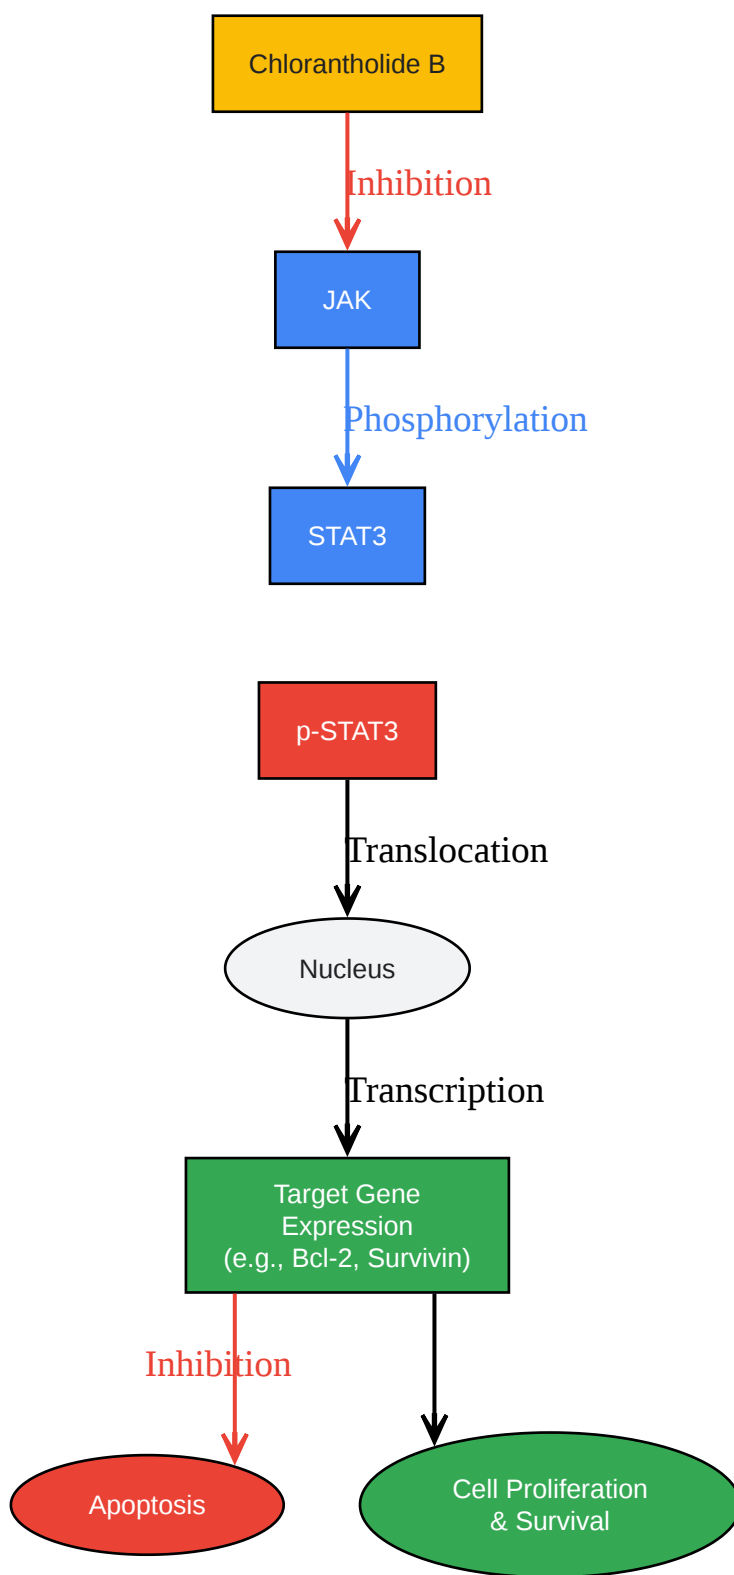 Chlorantholide B
Inhibition
JAK
Phosphorylation
STAT3
p-STAT3
Translocation
Nucleus
Transcription
Target Gene
Expression
(e.g., Bcl-2, Survivin)
Inhibition
Apoptosis
Cell Proliferation
& Survival